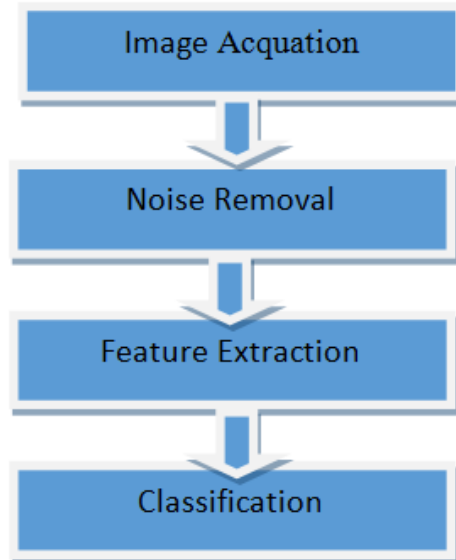 Image Acquation
Noise Removal
Feature Extraction
Classification